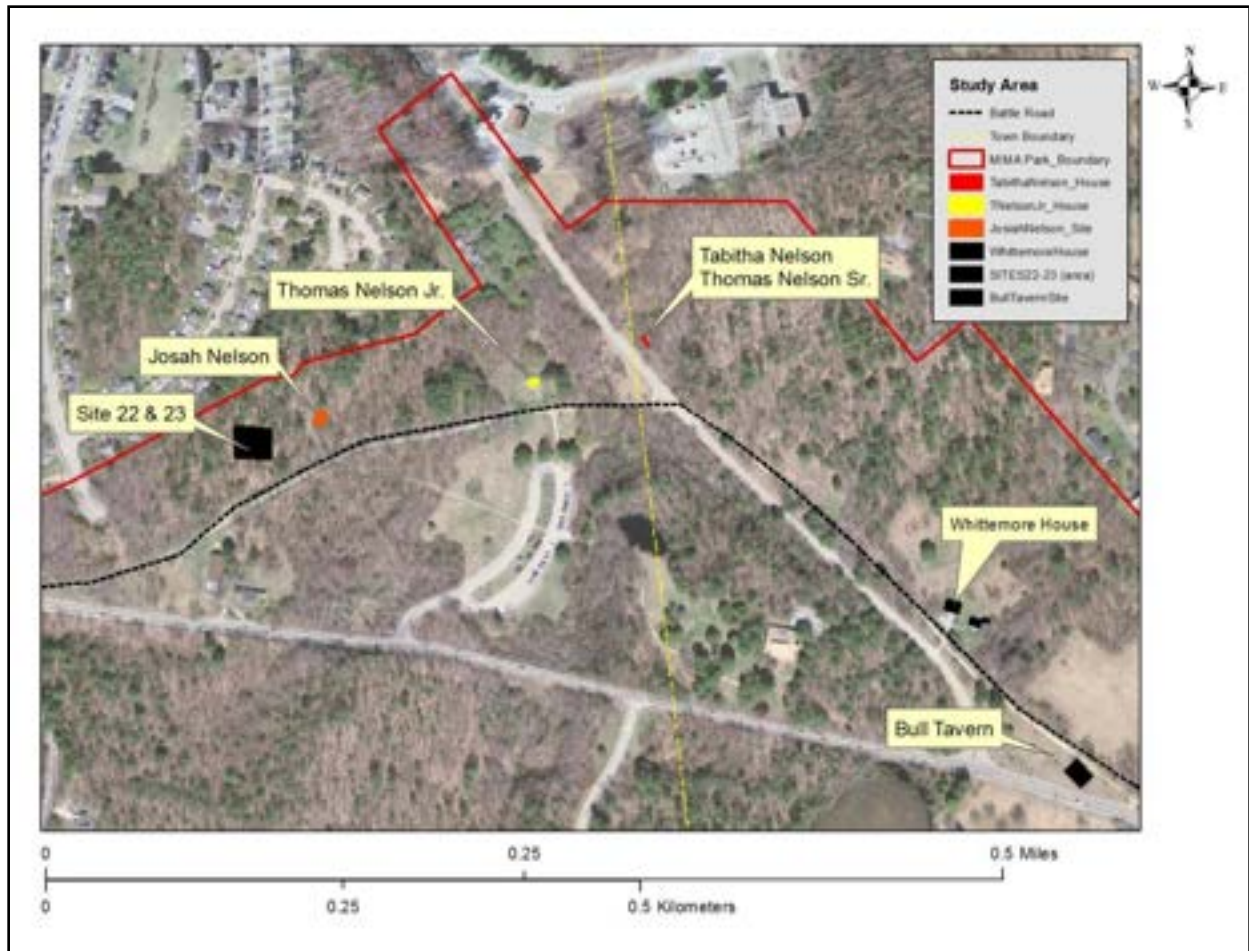 N
W E
S
Study Area
Battle Road
Town Boundary
MIMA Park_Boundary
TabithaNelson_House
TNelsonJr_House
JosiahNelson_Site
WhittemoreHouse
SITES22-23 (area)
BullTavernSite
Tabitha Nelson
Thomas Nelson Sr.
Thomas Nelson Jr.
Josah Nelson
Site 22 & 23
Whittemore House
Bull Tavern
0 0.25 0.5 Miles
0 0.25 0.5 Kilometers